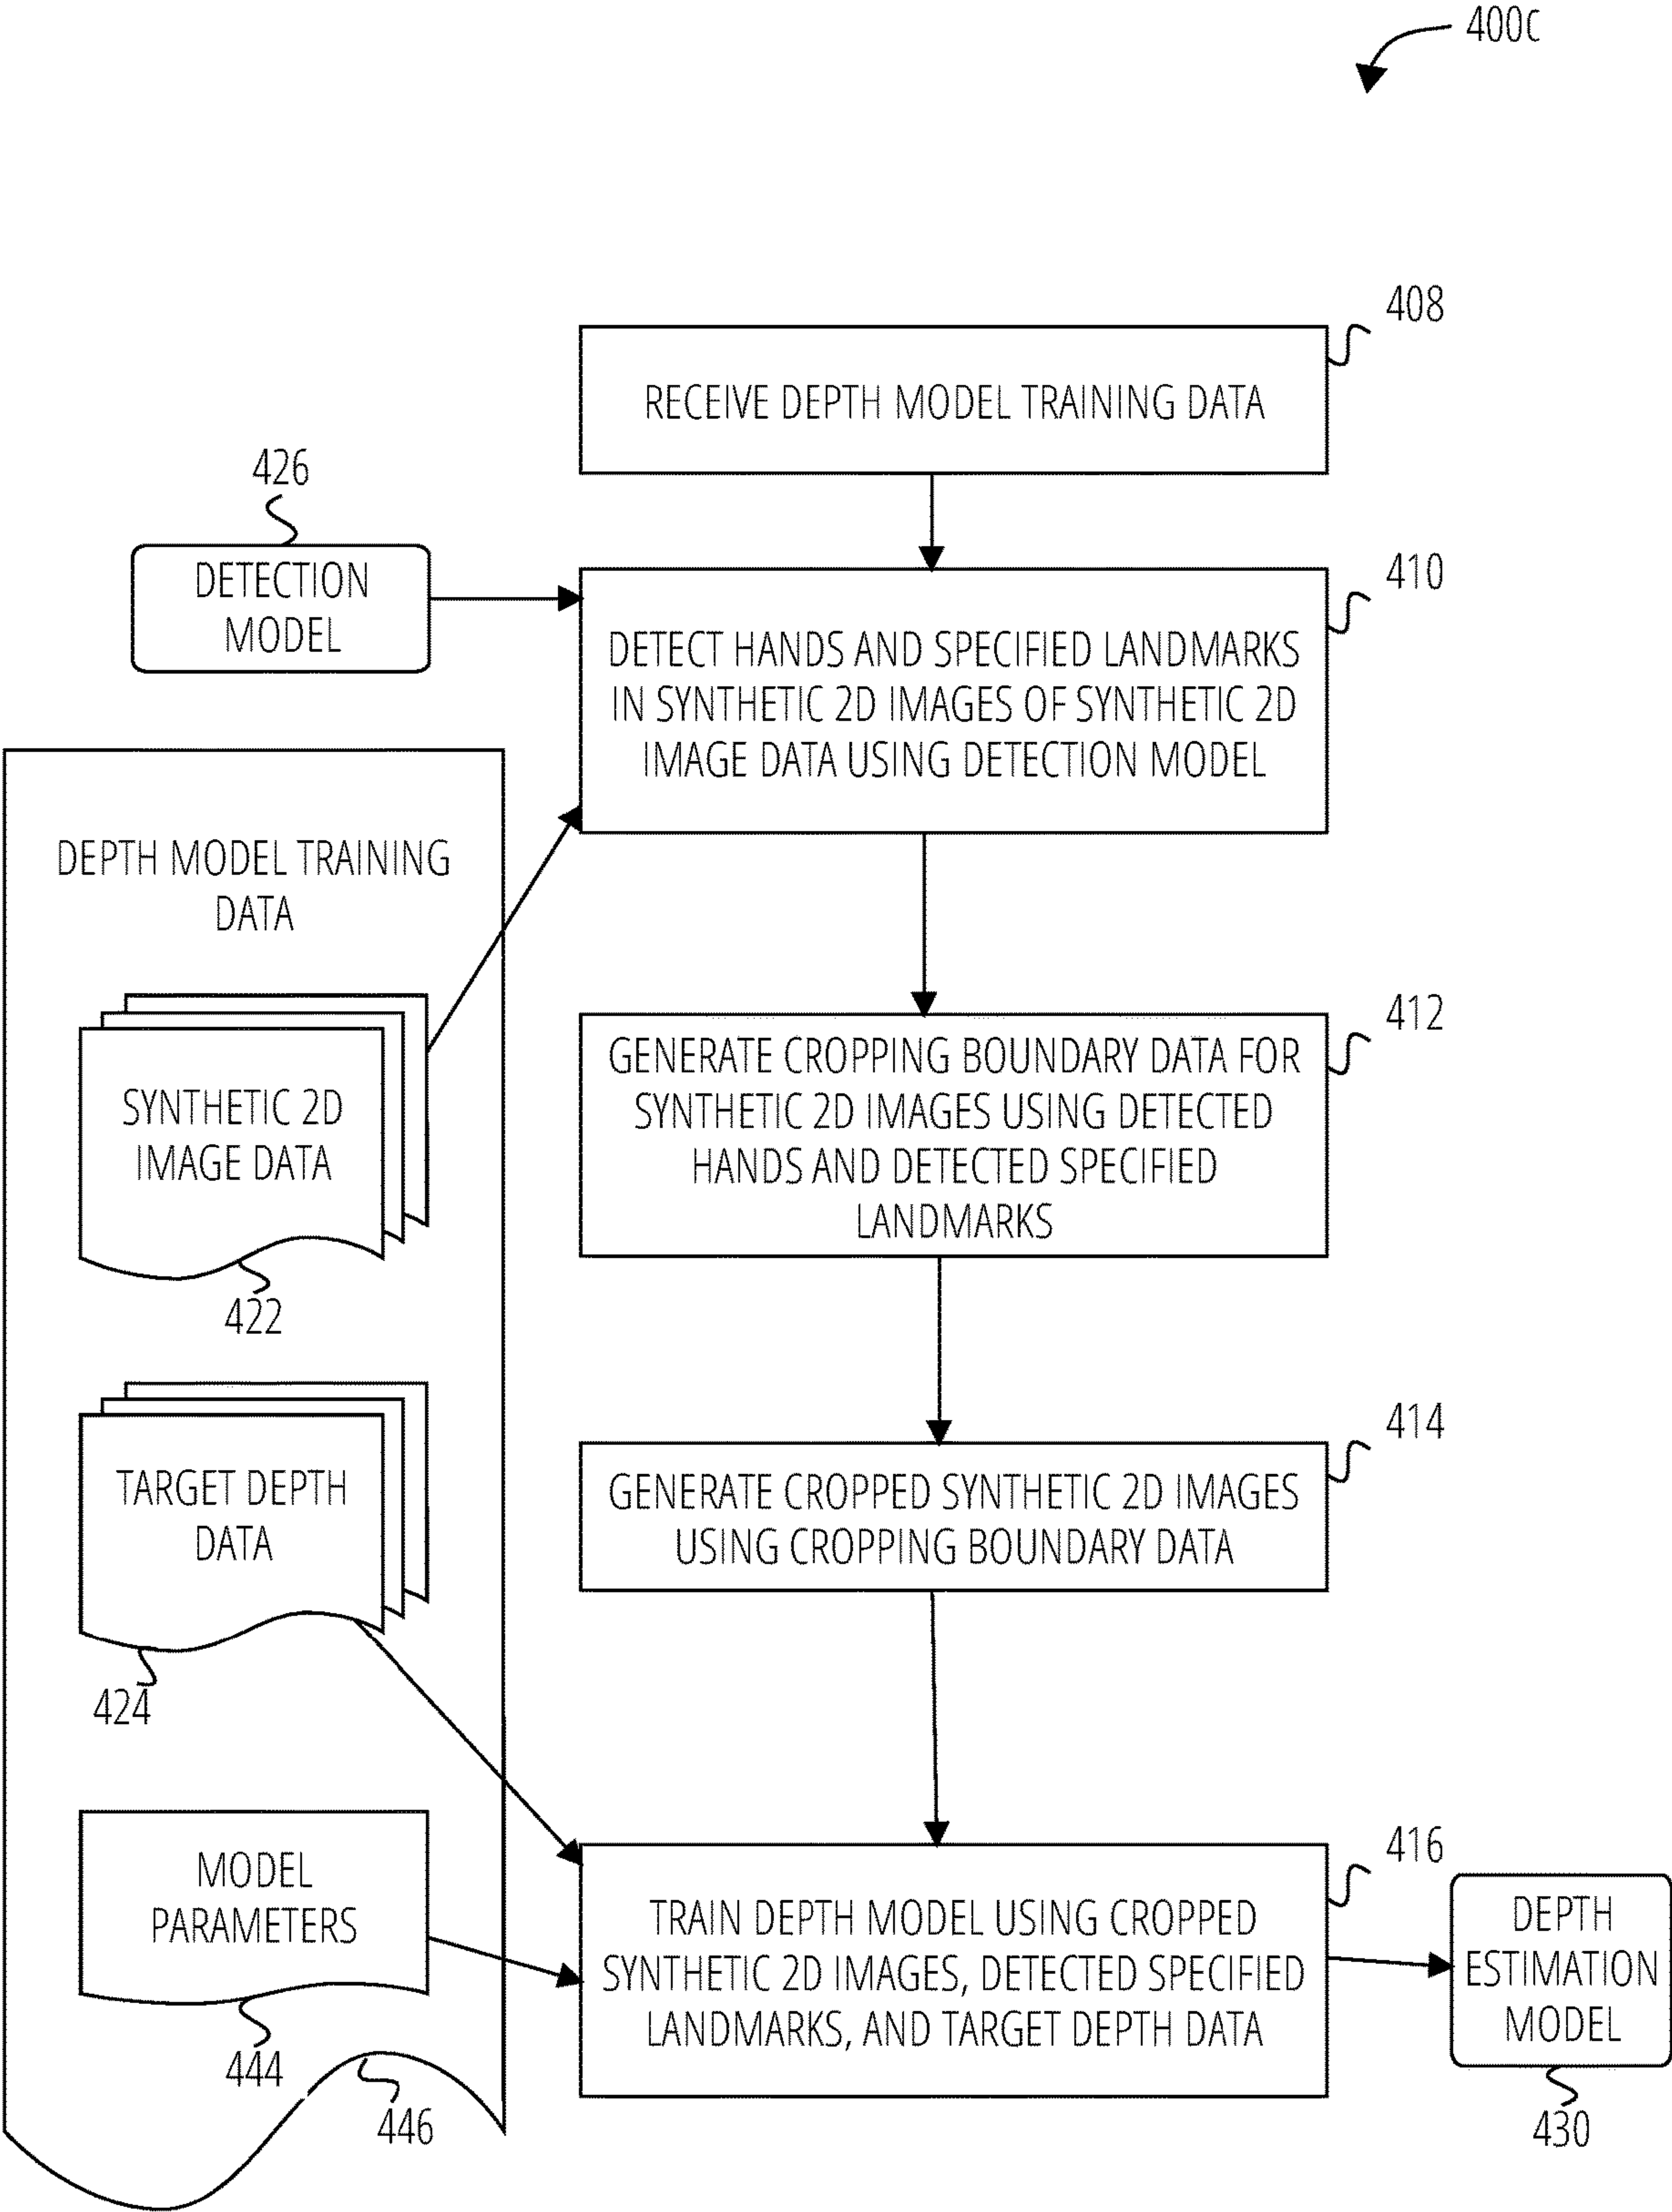 400C
408
RECEIVE DEPTH MODEL TRAINING DATA
426
DETECTION
MODEL
410
DETECT HANDS AND SPECIFIED LANDMARKS
IN SYNTHETIC 2D IMAGES OF SYNTHETIC 2D
IMAGE DATA USING DETECTION MODEL
DEPTH MODEL TRAINING
DATA
412
GENERATE CROPPING BOUNDARY DATA FOR
SYNTHETIC 2D IMAGES USING DETECTED
HANDS AND DETECTED SPECIFIED
LANDMARKS
SYNTHETIC 2D
IMAGE DATA
422
414
GENERATE CROPPED SYNTHETIC 2D IMAGES
USING CROPPING BOUNDARY DATA
TARGET DEPTH
DATA
424
416
TRAIN DEPTH MODEL USING CROPPED
SYNTHETIC 2D IMAGES, DETECTED SPECIFIED
LANDMARKS, AND TARGET DEPTH DATA
MODEL
PARAMETERS
444
446
DEPTH
ESTIMATION
MODEL
430